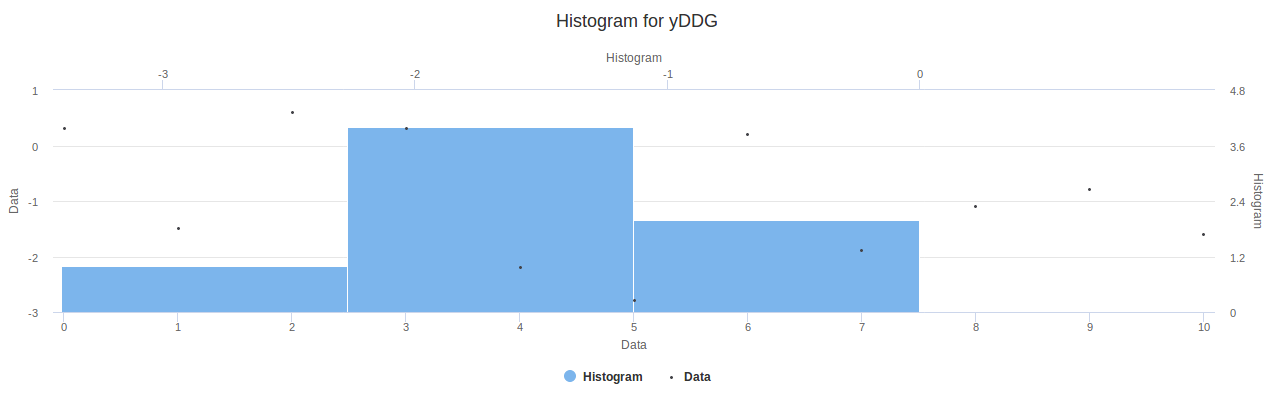 Histogram for yDDG
Histogram
-3 -2 -1 0
1 4.8
0 3.6
-1 2.4
-2 1.2
-3 0
Data
Histogram
0 1 2 3 4 5 6 7 8 9 10
Data
Histogram Data